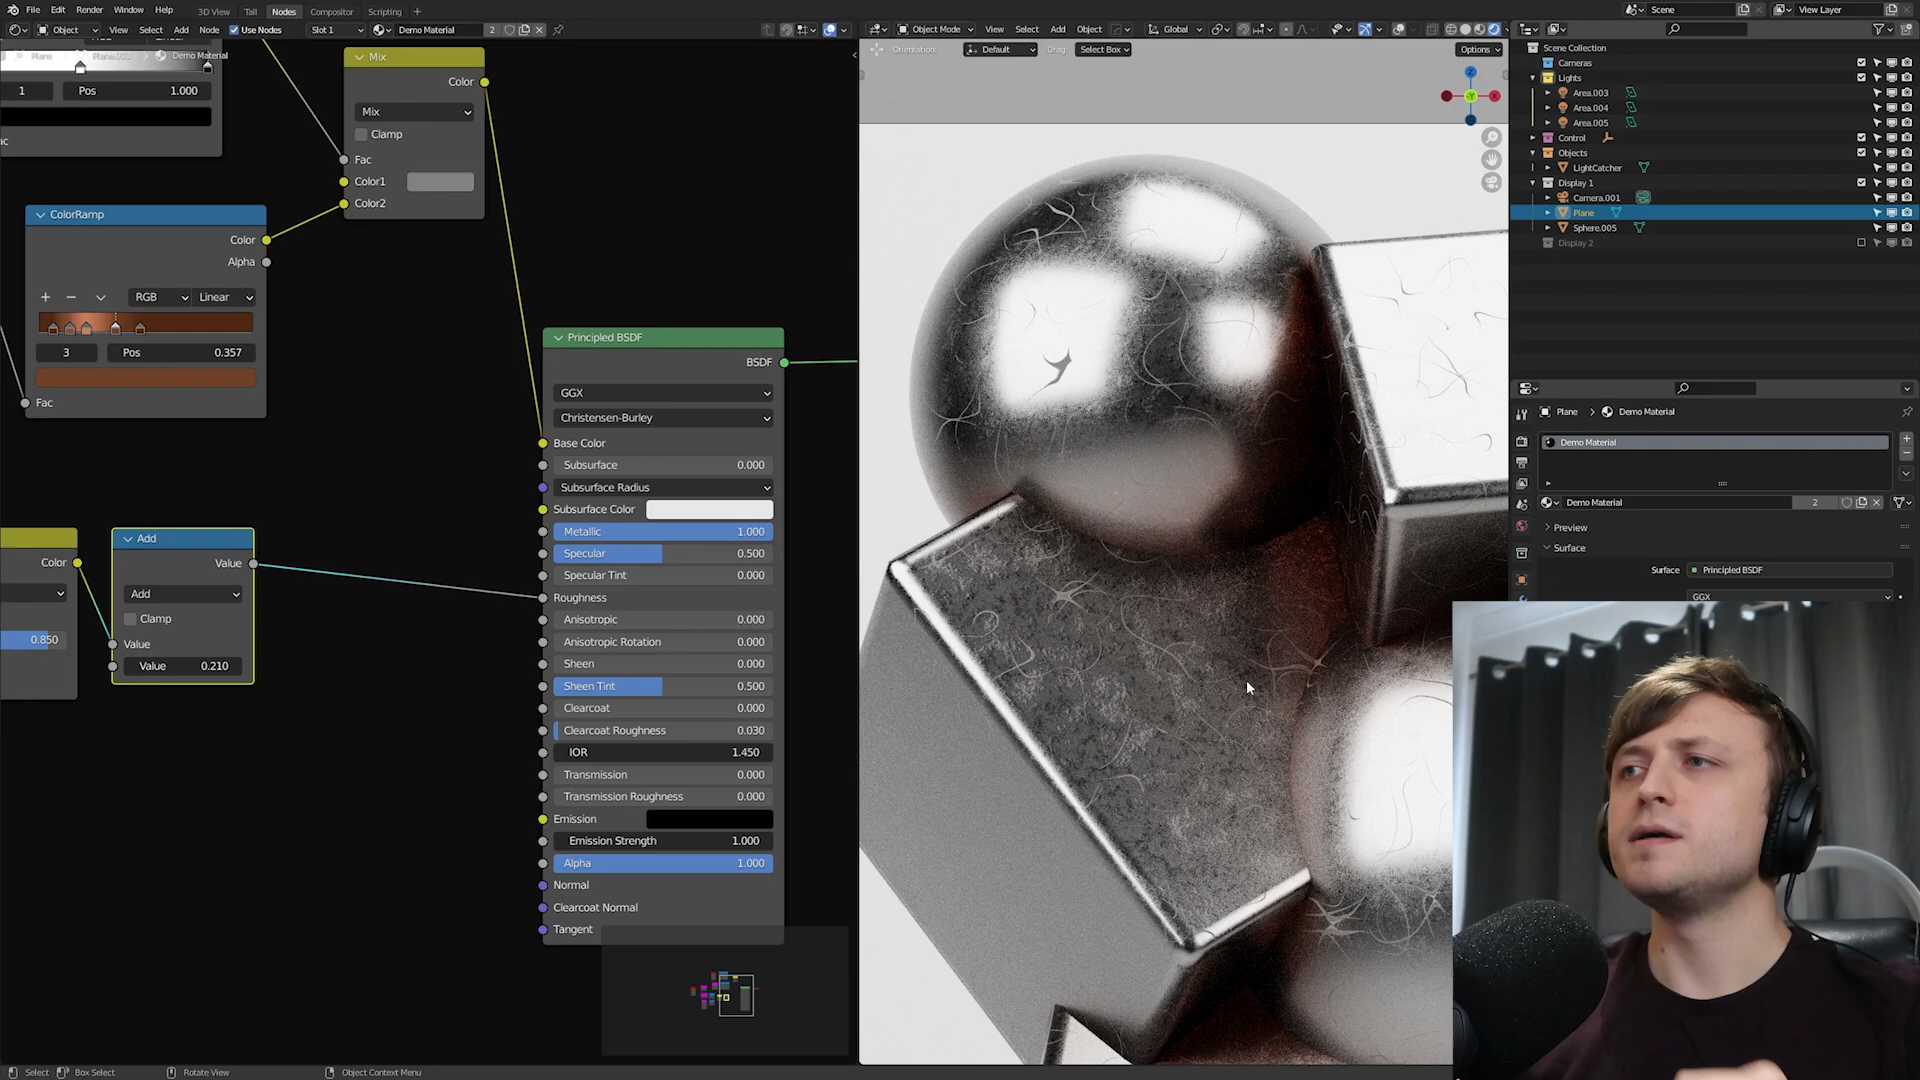 File Edit Render Window Help 3D View Tall Nodes Compositor Scripting + Scene View Layer
Object View Select Add Node Use Nodes Slot 1 Demo Material 2
Object Mode View Select Add Object Global
Plane Plane.001 Demo Material
Orientation: Default Drag: Select Box Options
1 Pos 1.000
Mix
Color
Mix
Clamp
Fac
Color1
Color2
ColorRamp
Color
Alpha
RGB Linear
3 Pos 0.357
Fac
Color
0.850
Add
Value
Add
Clamp
Value
Value 0.210
Principled BSDF
BSDF
GGX
Christensen-Burley
Base Color
Subsurface 0.000
Subsurface Radius
Subsurface Color
Metallic 1.000
Specular 0.500
Specular Tint 0.000
Roughness
Anisotropic 0.000
Anisotropic Rotation 0.000
Sheen 0.000
Sheen Tint 0.500
Clearcoat 0.000
Clearcoat Roughness 0.030
IOR 1.450
Transmission 0.000
Transmission Roughness 0.000
Emission
Emission Strength 1.000
Alpha 1.000
Normal
Clearcoat Normal
Tangent
Scene Collection
Cameras
Lights
Area.003
Area.004
Area.005
Control
Objects
LightCatcher
Display 1
Camera.001
Plane
Sphere.005
Display 2
Plane Demo Material
Demo Material
Demo Material 2
Preview
Surface
Surface Principled BSDF
GGX
Select Box Select Rotate View Object Context Menu